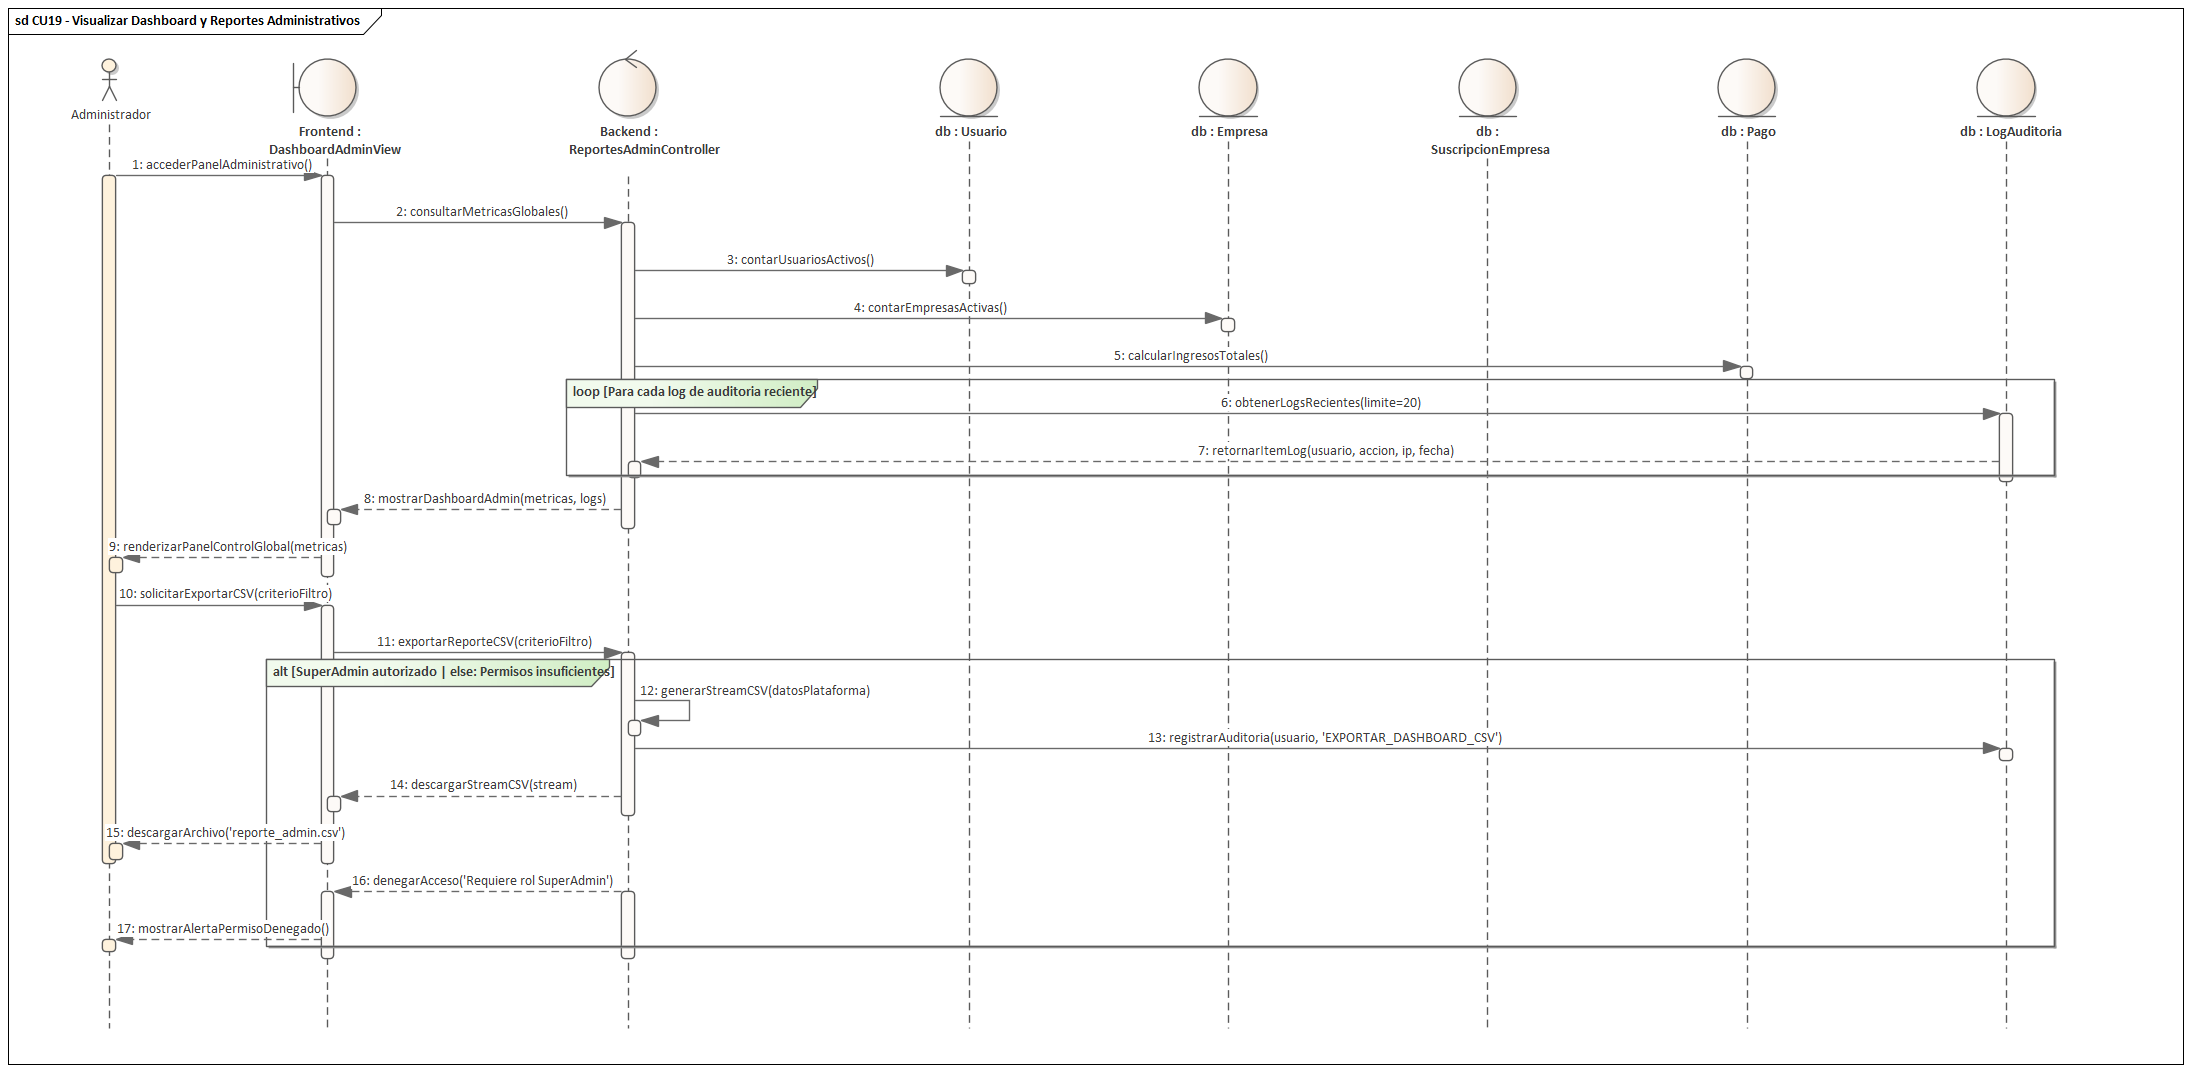 sd CU19 - Visualizar Dashboard y Reportes Administrativos
Administrador
Frontend :
DashboardAdminView
Backend :
ReportesAdminController
db : Usuario
db : Empresa
db :
SuscripcionEmpresa
db : Pago
db : LogAuditoria
1: accederPanelAdministrativo()
2: consultarMetricasGlobales()
3: contarUsuariosActivos()
4: contarEmpresasActivas()
5: calcularIngresosTotales()
loop [Para cada log de auditoria reciente]
6: obtenerLogsRecientes(limite=20)
7: retornarItemLog(usuario, accion, ip, fecha)
8: mostrarDashboardAdmin(metricas, logs)
9: renderizarPanelControlGlobal(metricas)
10: solicitarExportarCSV(criterioFiltro)
11: exportarReporteCSV(criterioFiltro)
alt [SuperAdmin autorizado | else: Permisos insuficientes]
12: generarStreamCSV(datosPlataforma)
13: registrarAuditoria(usuario, 'EXPORTAR_DASHBOARD_CSV')
14: descargarStreamCSV(stream)
15: descargarArchivo('reporte_admin.csv')
16: denegarAcceso('Requiere rol SuperAdmin')
17: mostrarAlertaPermisoDenegado()